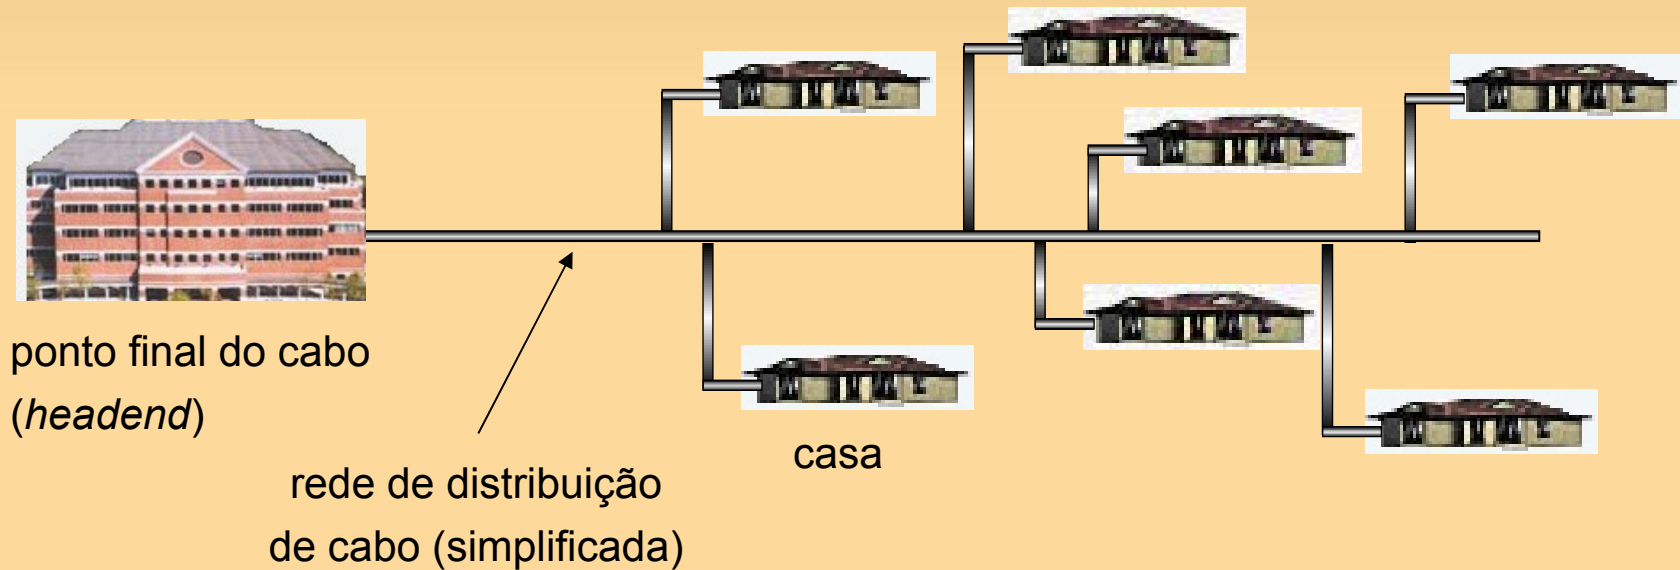 ponto final do cabo
(headend)
casa
rede de distribuição
de cabo (simplificada)